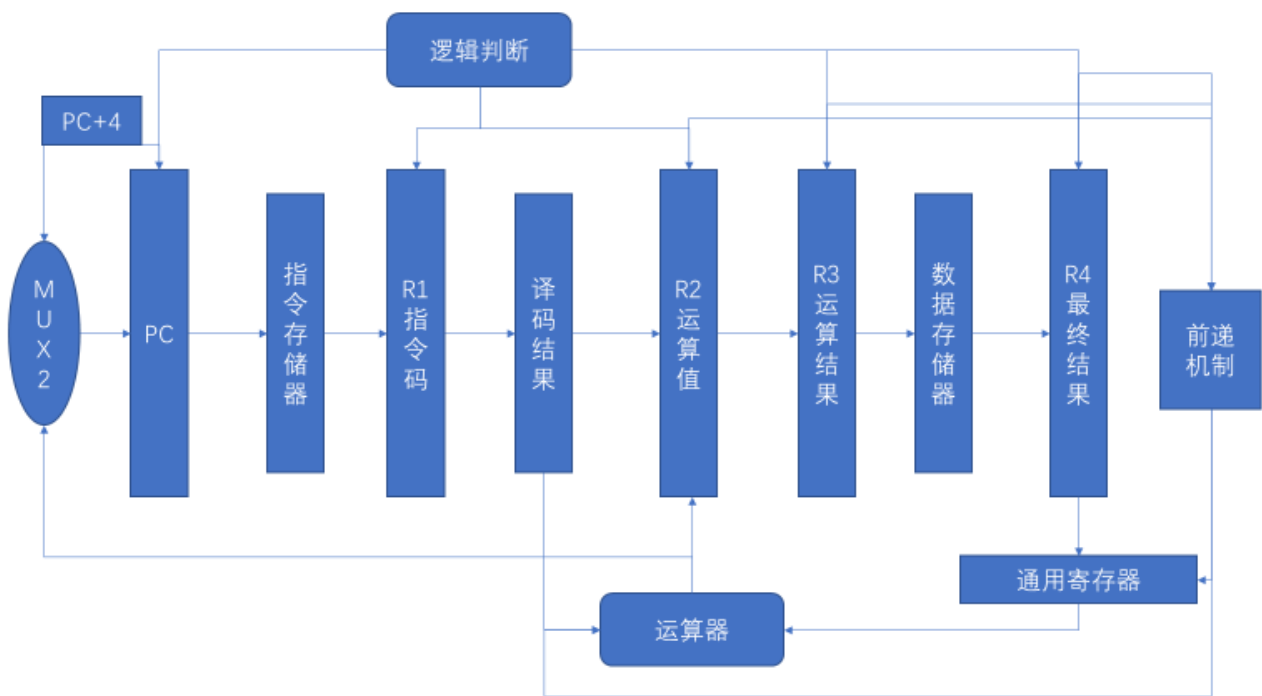 逻辑判断
PC+4
MUX2
PC
指令存储器
R1指令码
译码结果
R2运算值
R3运算结果
数据存储器
R4最终结果
前递
机制
通用寄存器
运算器